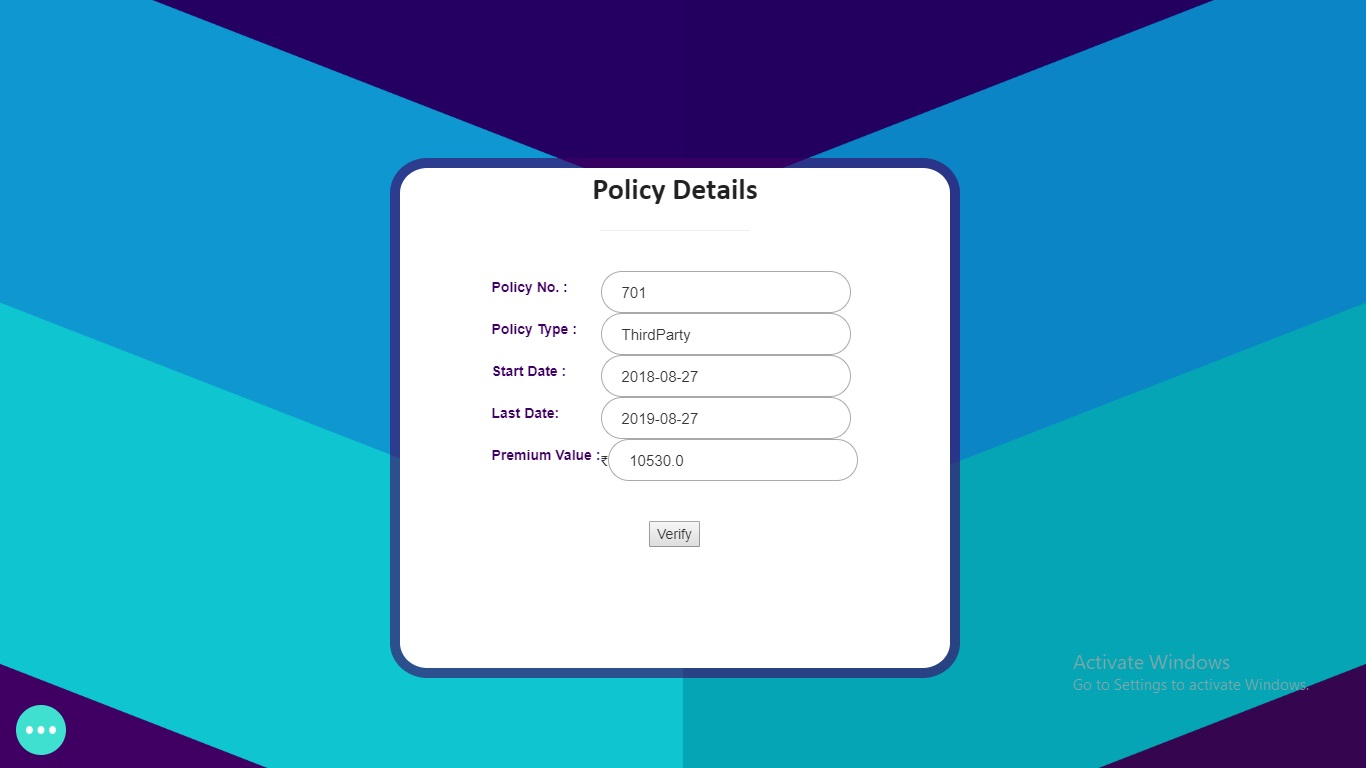 Policy Details
Policy No. : 701
Policy Type : ThirdParty
Start Date : 2018-08-27
Last Date: 2019-08-27
Premium Value :₹ 10530.0
Verify
Activate Windows
Go to Settings to activate Windows.